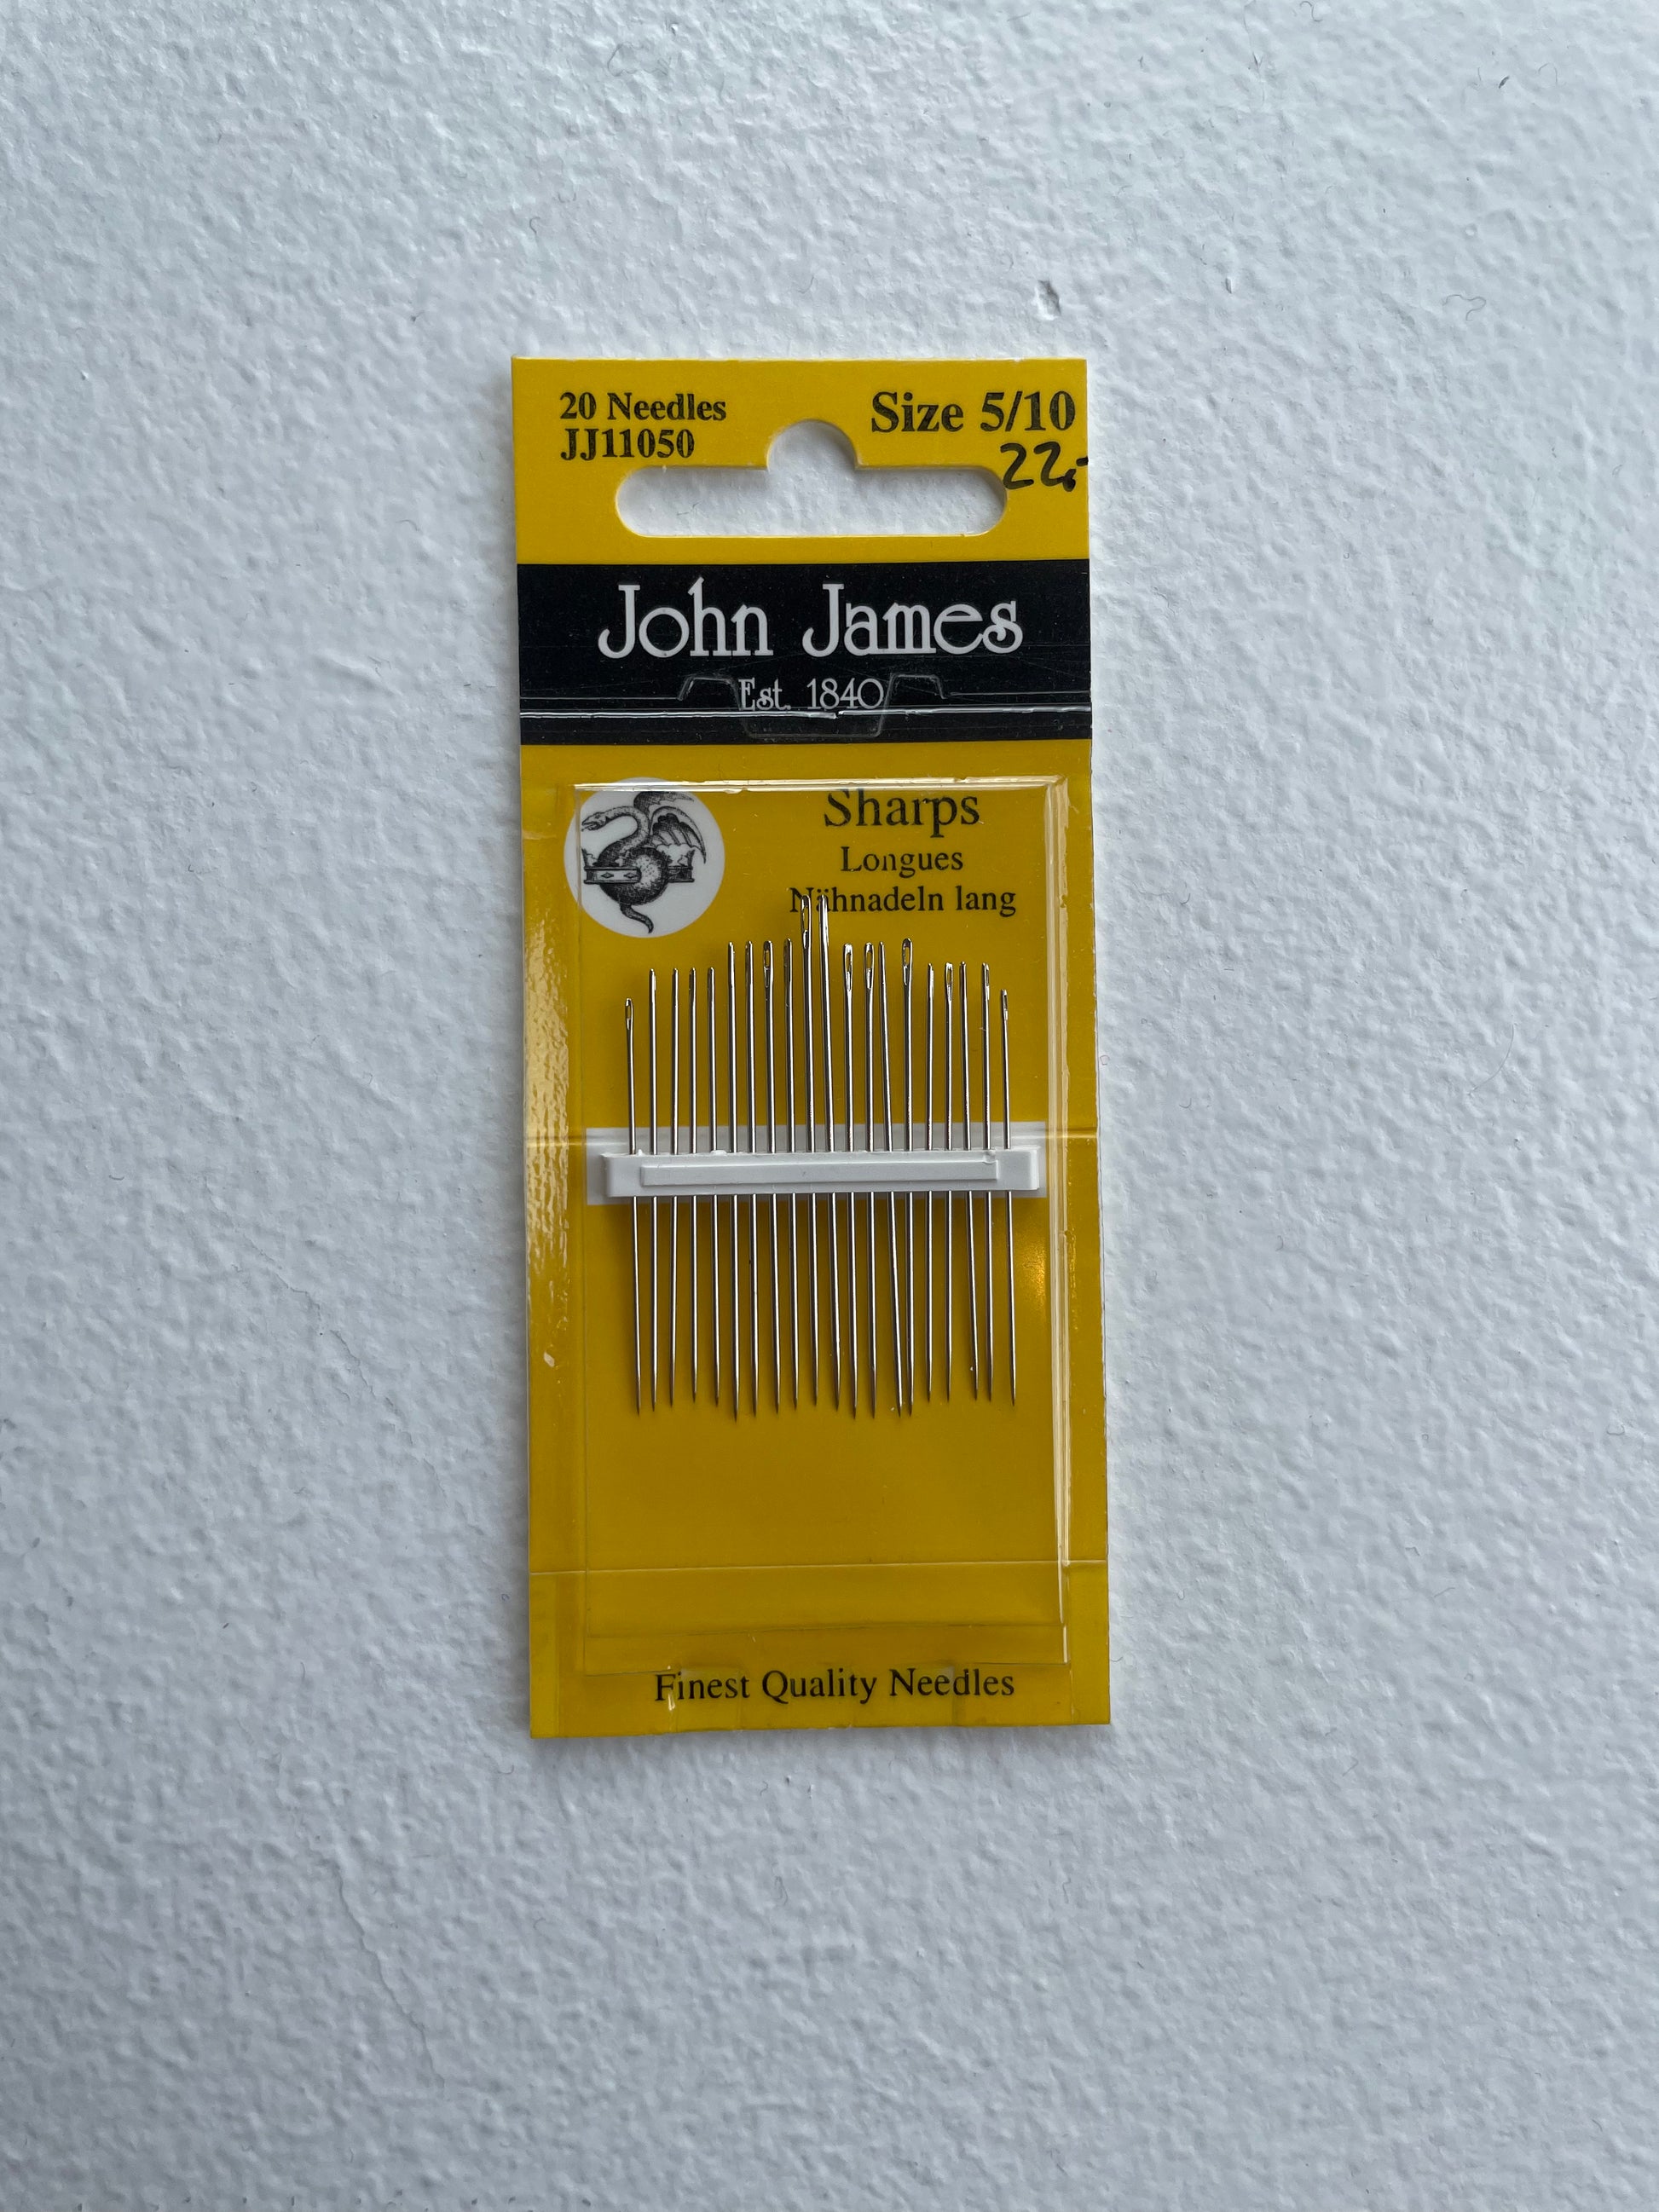 20 Needles
JJ11050
Size 5/10
22,-
John James
Est. 1840
Sharps
Longues
Nähnadeln lang
Finest Quality Needles